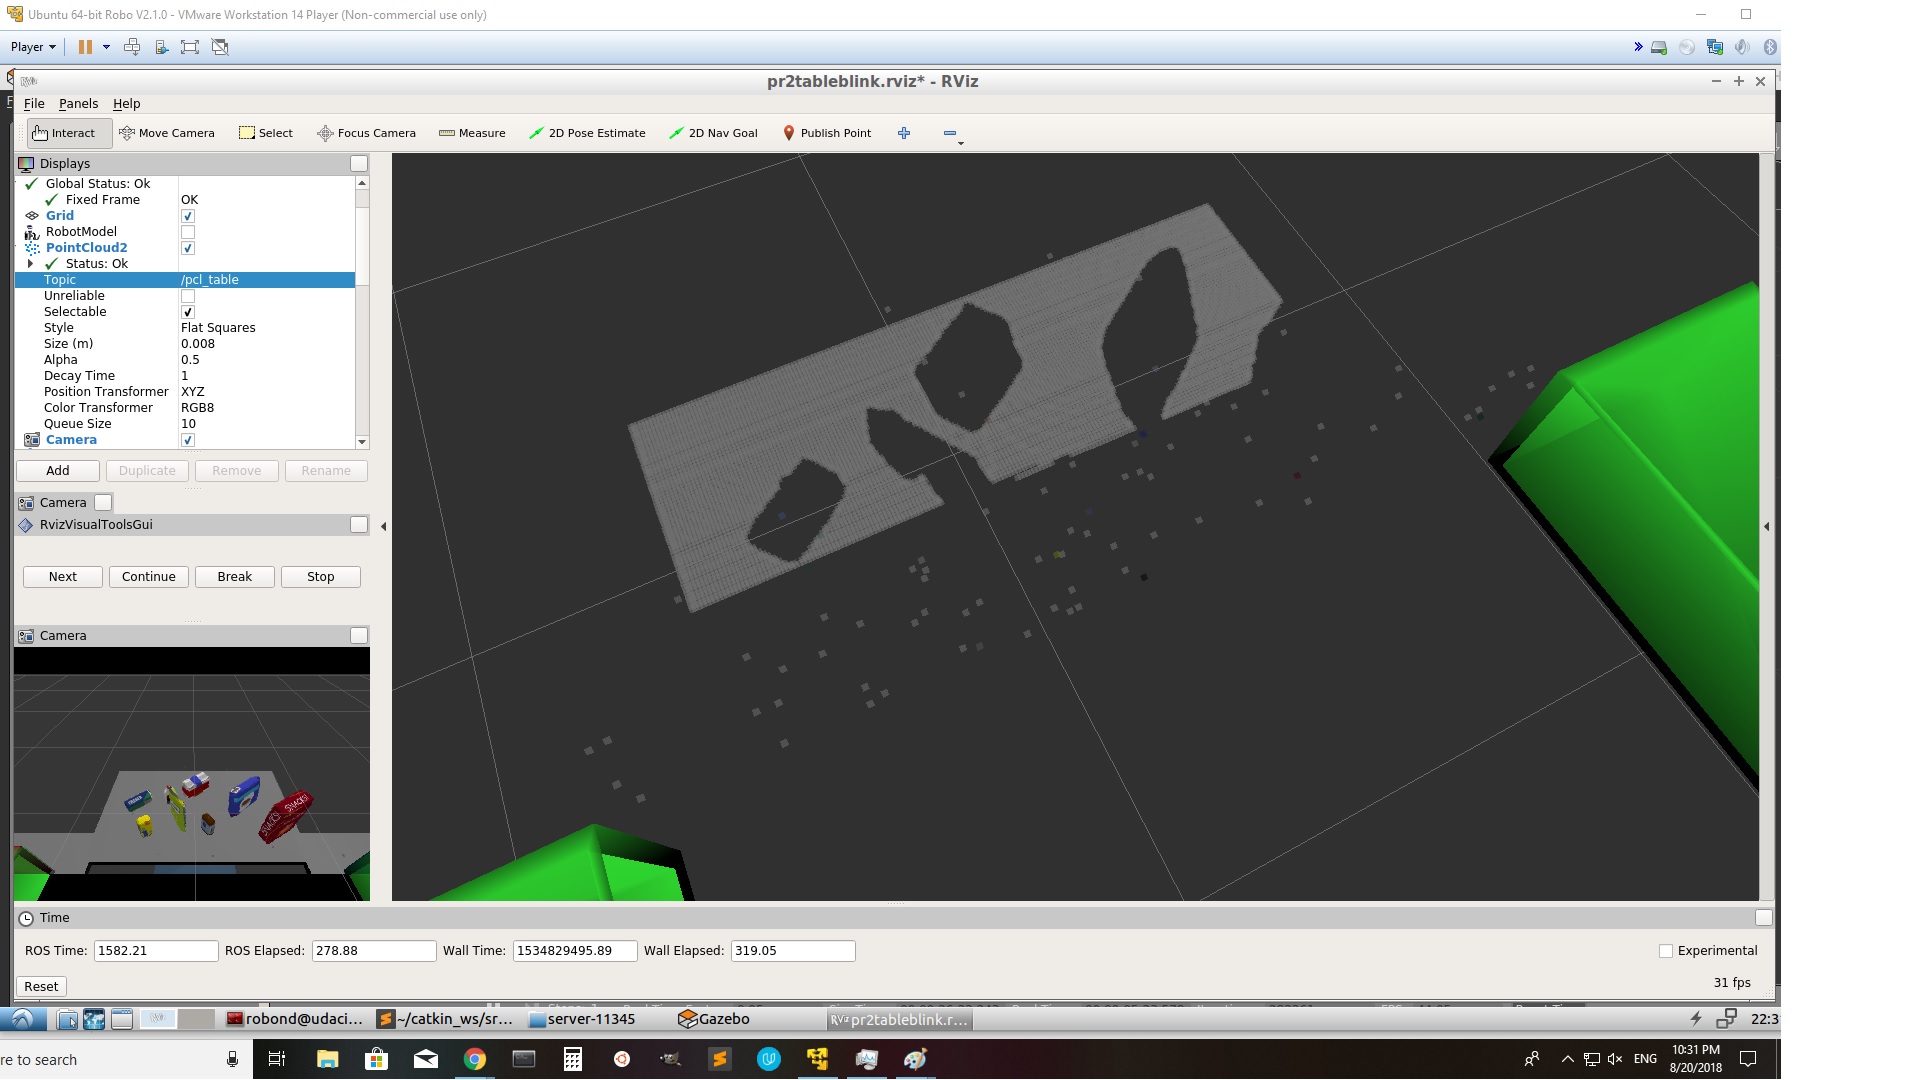 Ubuntu 64-bit Robo V2.1.0 - VMware Workstation 14 Player (Non-commercial use only)
Player
pr2tableblink.rviz* - RViz
File Panels Help
Interact Move Camera Select Focus Camera Measure 2D Pose Estimate 2D Nav Goal Publish Point
Displays
Global Status: Ok
Fixed Frame OK
Grid
RobotModel
PointCloud2
Status: Ok
Topic /pcl_table
Unreliable
Selectable
Style Flat Squares
Size (m) 0.008
Alpha 0.5
Decay Time 1
Position Transformer XYZ
Color Transformer RGB8
Queue Size 10
Camera
Add Duplicate Remove Rename
Camera
RvizVisualToolsGui
Next Continue Break Stop
Camera
SNACKS!
SNACKS!
Time
ROS Time: 1582.21 ROS Elapsed: 278.88 Wall Time: 1534829495.89 Wall Elapsed: 319.05 Experimental
Reset 31 fps
robond@udaci... ~/catkin_ws/sr... server-11345 Gazebo pr2tableblink.r... 22:3
re to search ENG 10:31 PM
8/20/2018